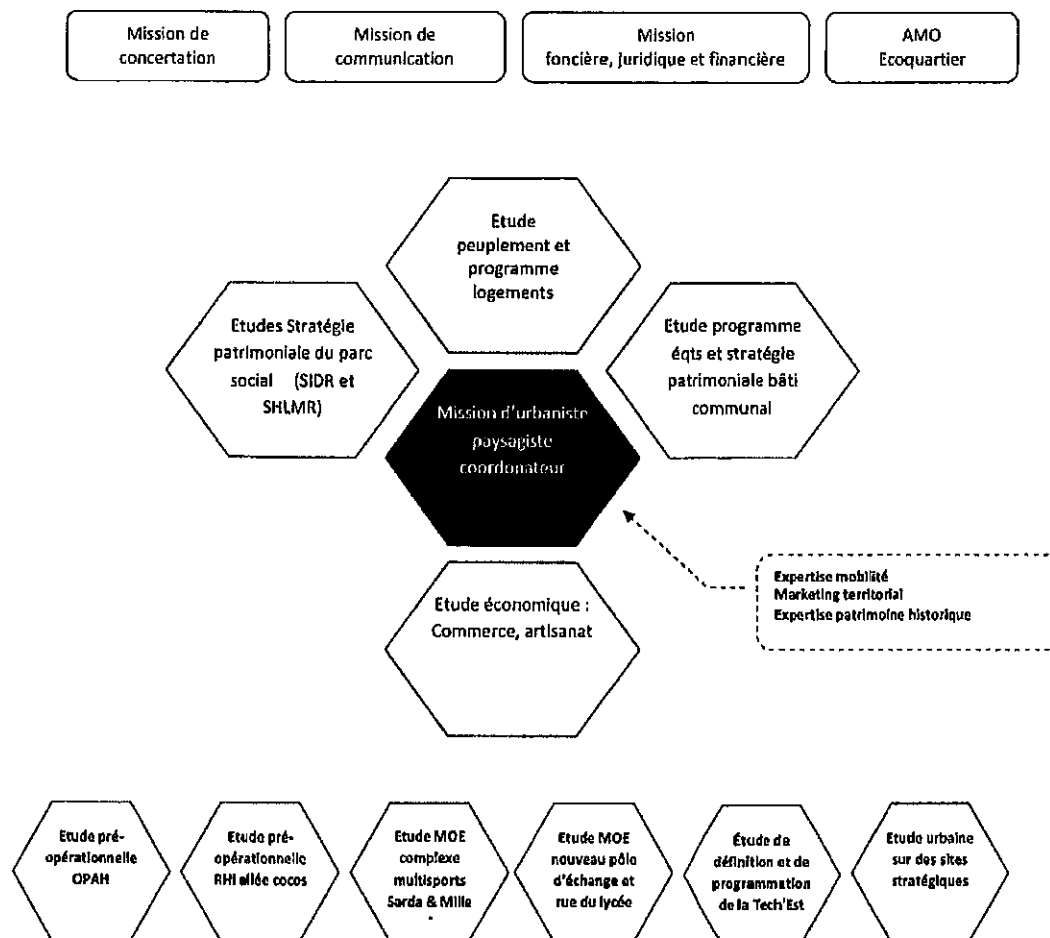 Mission de
concertation
Mission de
communication
Mission
foncière, juridique et financière
AMO
Ecoquartier
Etude
peuplement et
programme
logements
Etudes Stratégie
patrimoniale du parc
social (SIDR et
SHLMR)
Etude programme
éqts et stratégie
patrimoniale bâti
communal
Mission d'urbaniste
paysagiste
coordonateur
Expertise mobilité
Marketing territorial
Expertise patrimoine historique
Etude économique :
Commerce, artisanat
Etude pré-
opérationnelle
OPAH
Etude pré-
opérationnelle
RHI allée cocos
Etude MOE
complexe
multisports
Sarda & Mille
Etude MOE
nouveau pôle
d'échange et
rue du lycée
Étude de
définition et de
programmation
de la Tech'Est
Etude urbaine
sur des sites
stratégiques